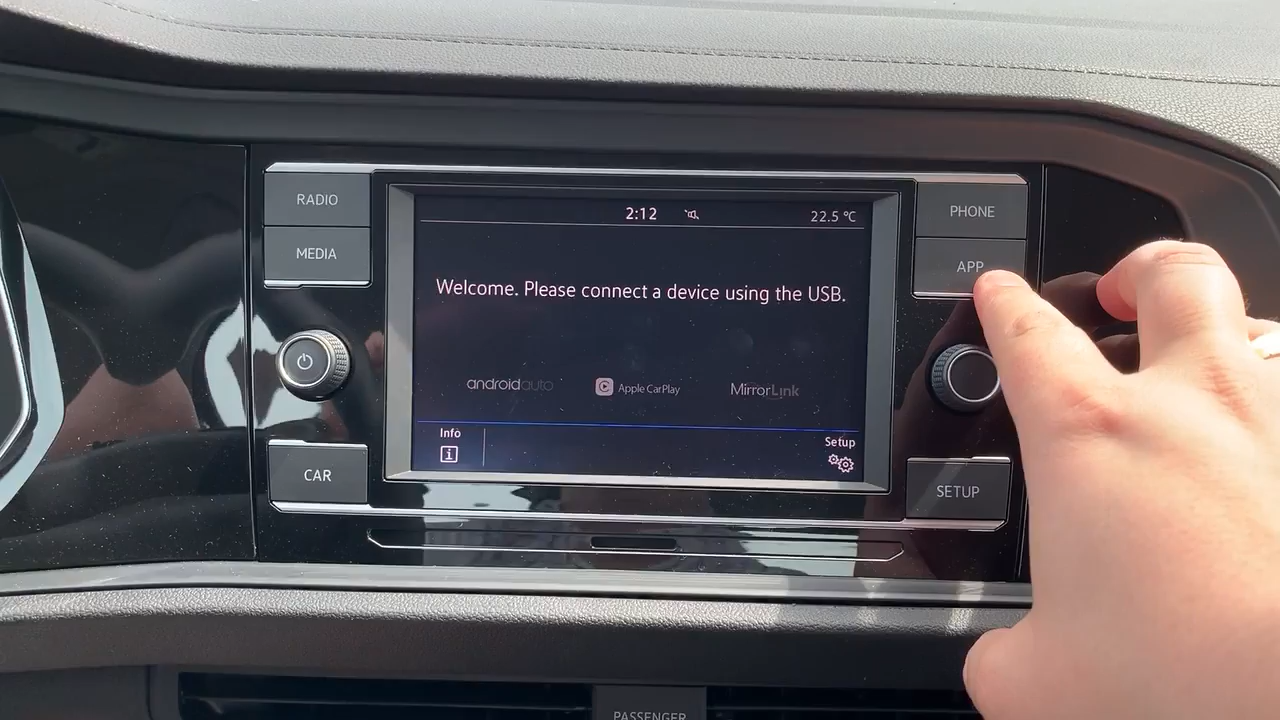 RADIO
MEDIA
2:12
22.5 °C
PHONE
APP
Welcome. Please connect a device using the USB.
androidauto
Apple CarPlay
MirrorLink
Info
i
Setup
CAR
SETUP
PASSENGER